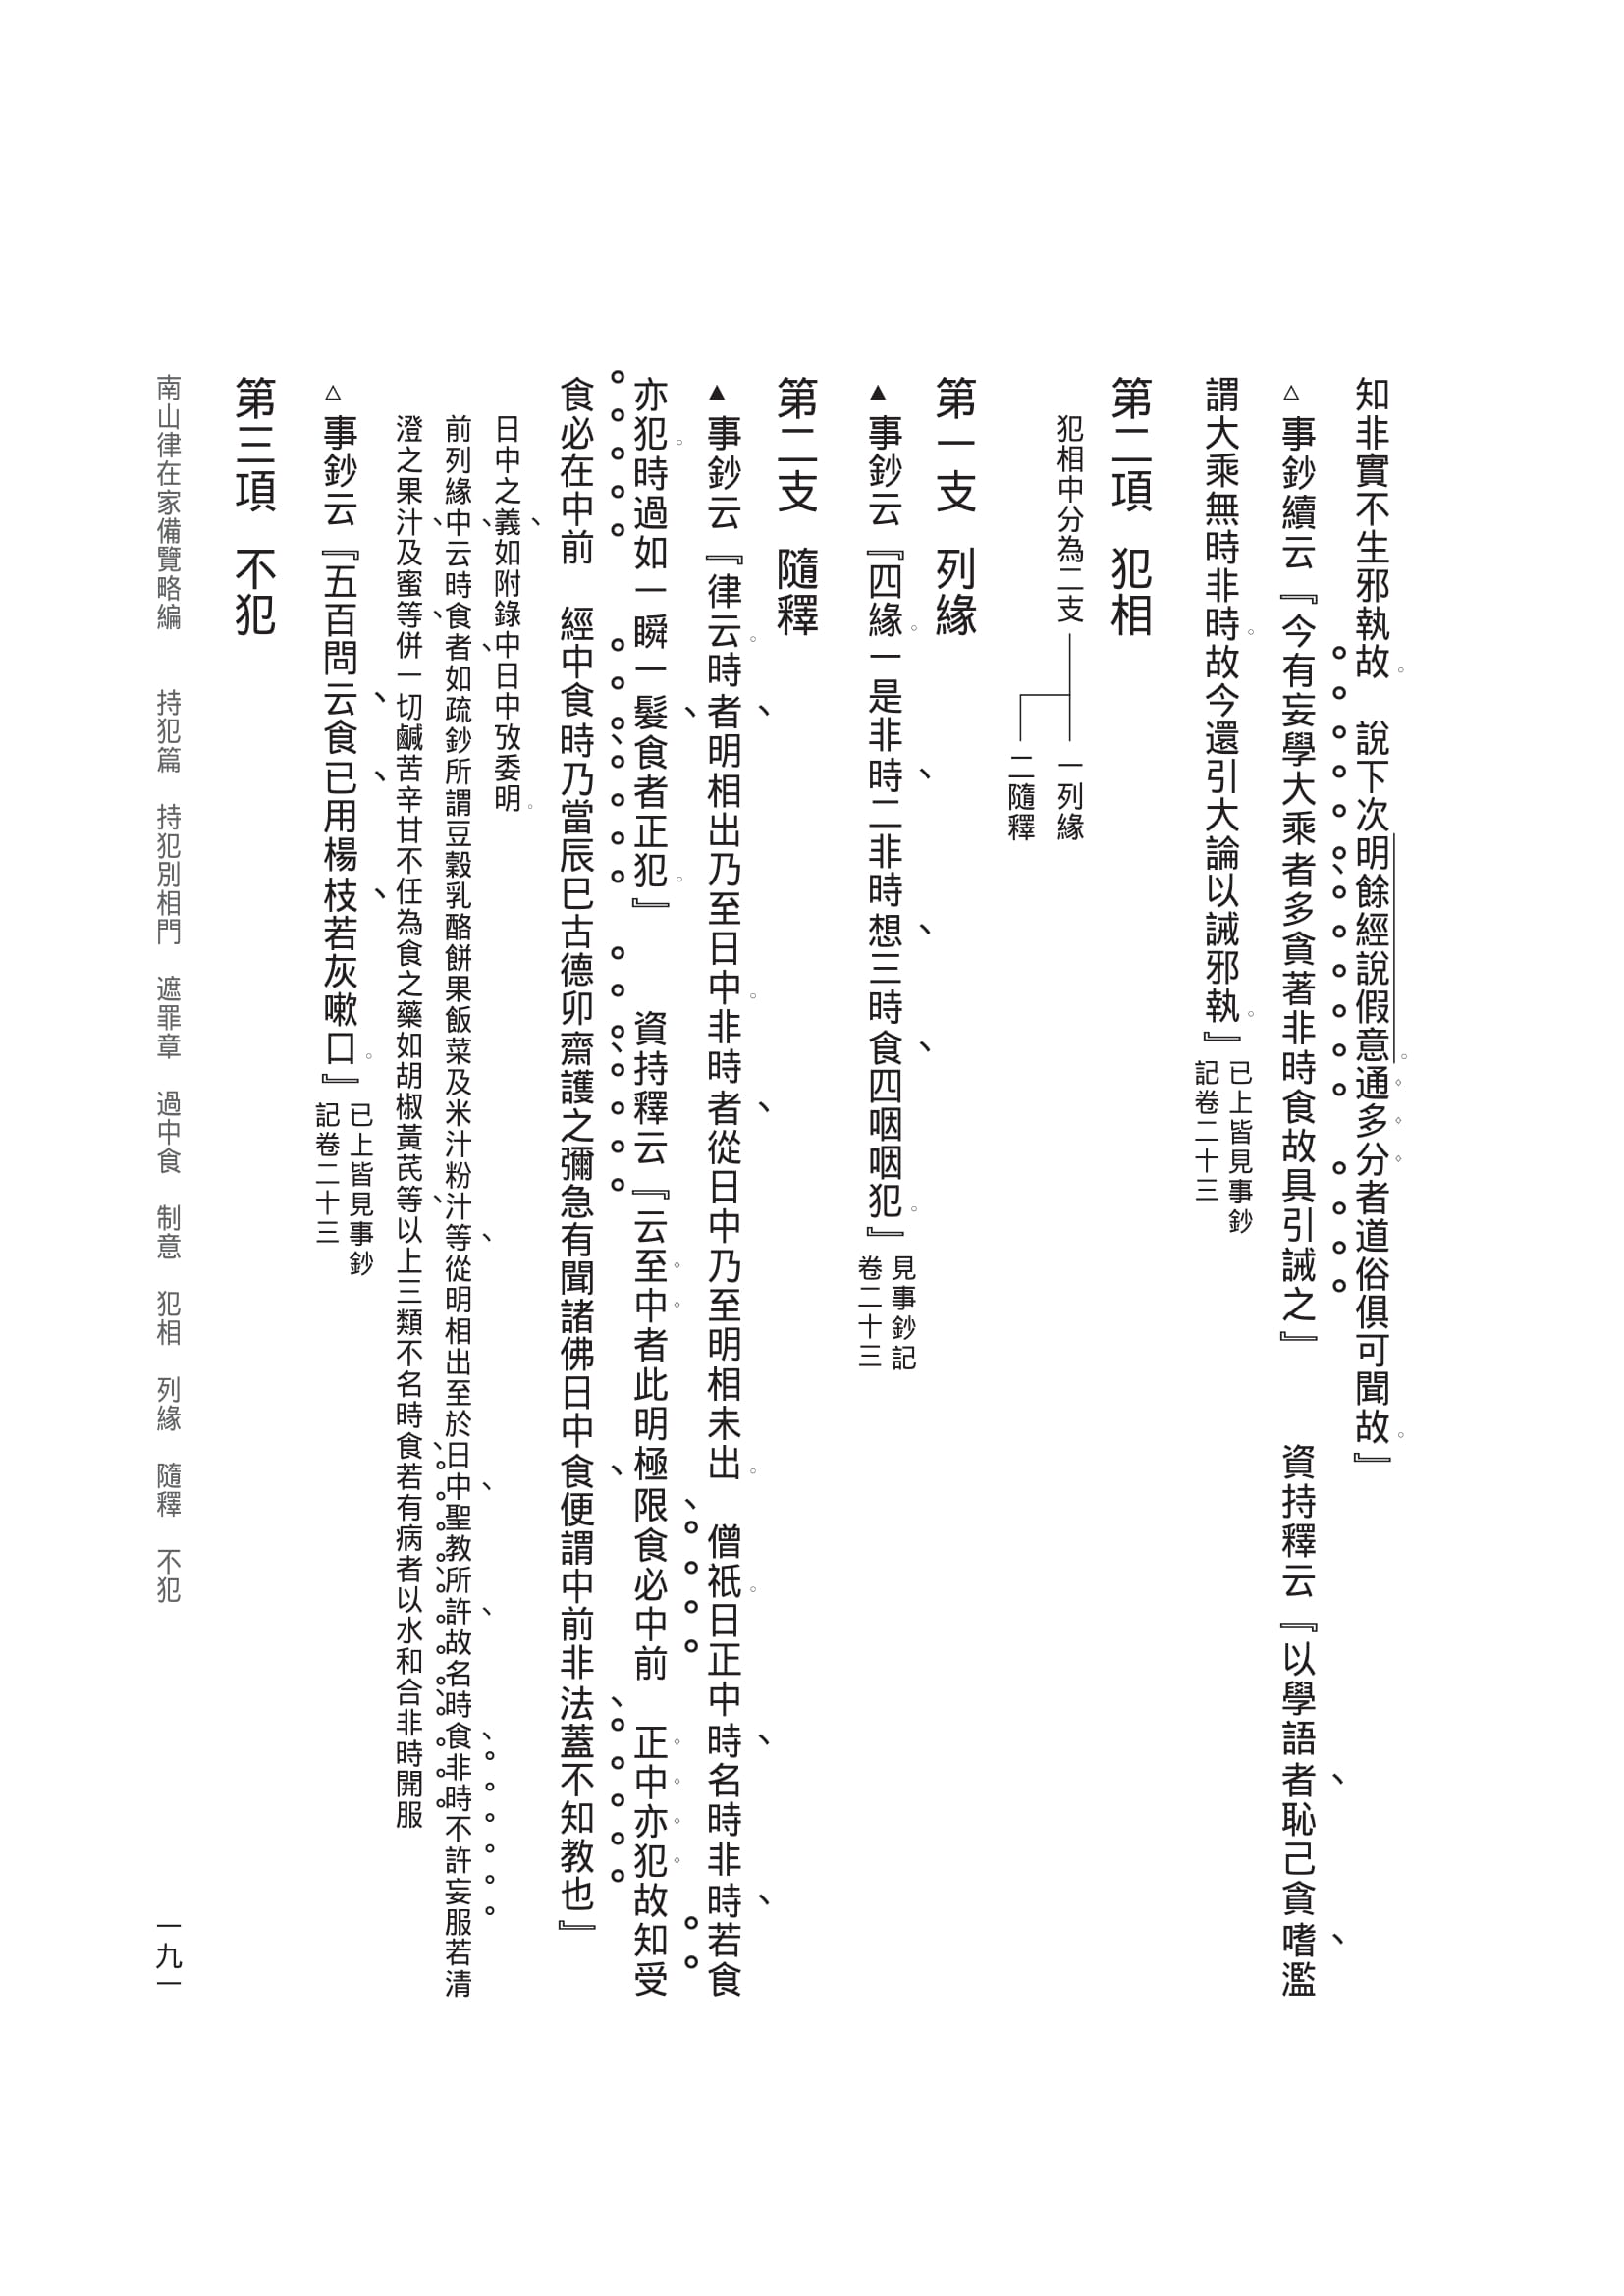 知非實不生邪執故。　說下次明餘經說假意。通多分者道俗俱可聞故。』
△事鈔續云『今有妄學大乘者多貪著非時食故具引誡之』　　資持釋云『以學語者恥己貪嗜濫
謂大乘無時非時。故今還引大論以誡邪執。』已上皆見事鈔記卷二十三
第二項　犯相
犯相中分為二支
一列緣
二隨釋
第一支　列緣
▲事鈔云『四緣。一是非時、二非時想、三時食、四咽咽犯。』見事鈔記卷二十三
第二支　隨釋
▲事鈔云『律云。時者、明相出乃至日中。非時者、從日中乃至明相未出。　僧祇。日正中時、名時非時、若食
亦犯。時過如一瞬一髮、食者正犯。』　　資持釋云『云至中者此明極限、食必中前　正中亦犯故知受
食必在中前　經中食時乃當辰巳古德卯齋護之彌急有聞諸佛日中食、便謂中前非法、蓋不知教也』
日中之義、如附錄中日中攷委明。
前列緣中、云時食者、如疏鈔所謂豆穀乳酪餅果飯菜及米汁粉汁等、從明相出至於日中、聖教所許、故名時食、非時不許妄服若清
澄之果汁、及蜜等、併一切鹹苦辛甘不任為食之藥如胡椒黃芪等、以上三類不名時食、若有病者以水和合非時開服
△事鈔云『五百問云、食已、用楊枝、若灰嗽口。』已上皆見事鈔記卷二十三
第三項　不犯
南山律在家備覽略編　　持犯篇　持犯別相門　遮罪章　過中食　制意　犯相　列緣　隨釋　不犯
一九一